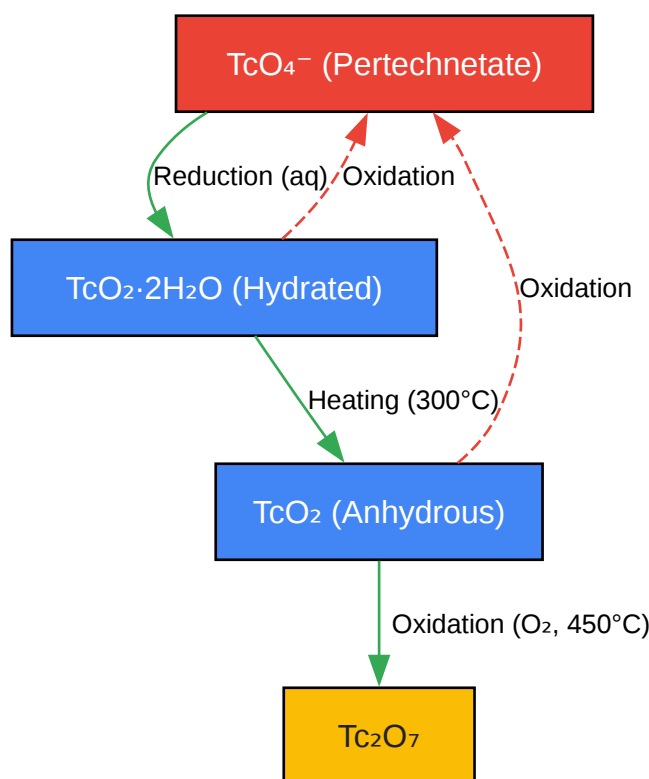 TcO₄⁻ (Pertechnetate)
Reduction (aq)
Oxidation
TcO₂·2H₂O (Hydrated)
Oxidation
Heating (300°C)
TcO₂ (Anhydrous)
Oxidation (O₂, 450°C)
Tc₂O₇